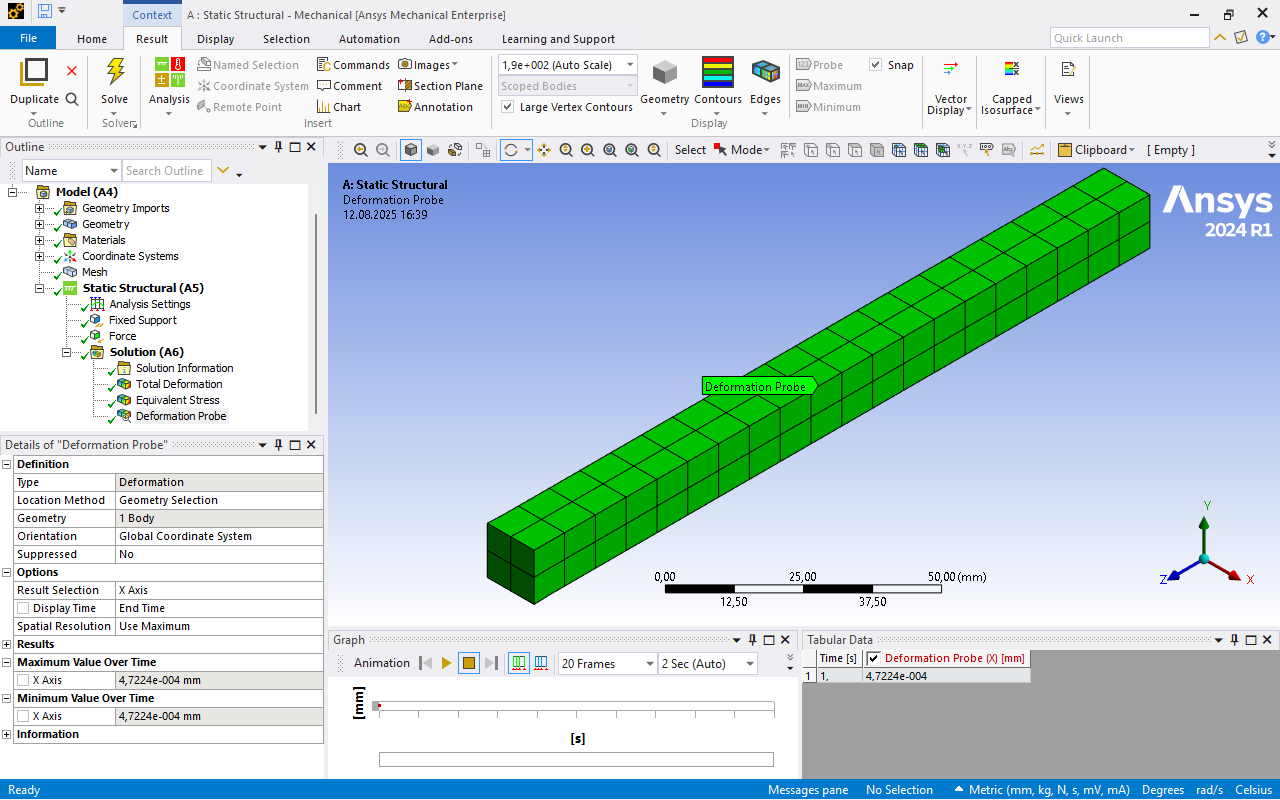 Context
A : Static Structural - Mechanical [Ansys Mechanical Enterprise]
File
Home
Result
Display
Selection
Automation
Add-ons
Learning and Support
Quick Launch
Duplicate
Outline
Solve
Solver
Analysis
Named Selection
Coordinate System
Remote Point
Commands
Comment
Chart
Images
Section Plane
Annotation
Insert
1,9e+002 (Auto Scale)
Scoped Bodies
Large Vertex Contours
Geometry
Contours
Edges
Display
Probe
Maximum
Minimum
Snap
Vector
Display
Capped
Isosurface
Views
Outline
Name
Search Outline
Model (A4)
Geometry Imports
Geometry
Materials
Coordinate Systems
Mesh
Static Structural (A5)
Analysis Settings
Fixed Support
Force
Solution (A6)
Solution Information
Total Deformation
Equivalent Stress
Deformation Probe
Select
Mode
Clipboard
[ Empty ]
A: Static Structural
Deformation Probe
12.08.2025 16:39
Ansys
2024 R1
Deformation Probe
0,00
25,00
50,00 (mm)
12,50
37,50
Y
Z
X
Details of "Deformation Probe"
Definition
Type Deformation
Location Method Geometry Selection
Geometry 1 Body
Orientation Global Coordinate System
Suppressed No
Options
Result Selection X Axis
Display Time End Time
Spatial Resolution Use Maximum
Results
Maximum Value Over Time
X Axis 4,7224e-004 mm
Minimum Value Over Time
X Axis 4,7224e-004 mm
Information
Graph
Animation
20 Frames
2 Sec (Auto)
[mm]
[s]
Tabular Data
Time [s] Deformation Probe (X) [mm]
1 1, 4,7224e-004
Ready
Messages pane
No Selection
Metric (mm, kg, N, s, mV, mA)
Degrees
rad/s
Celsius